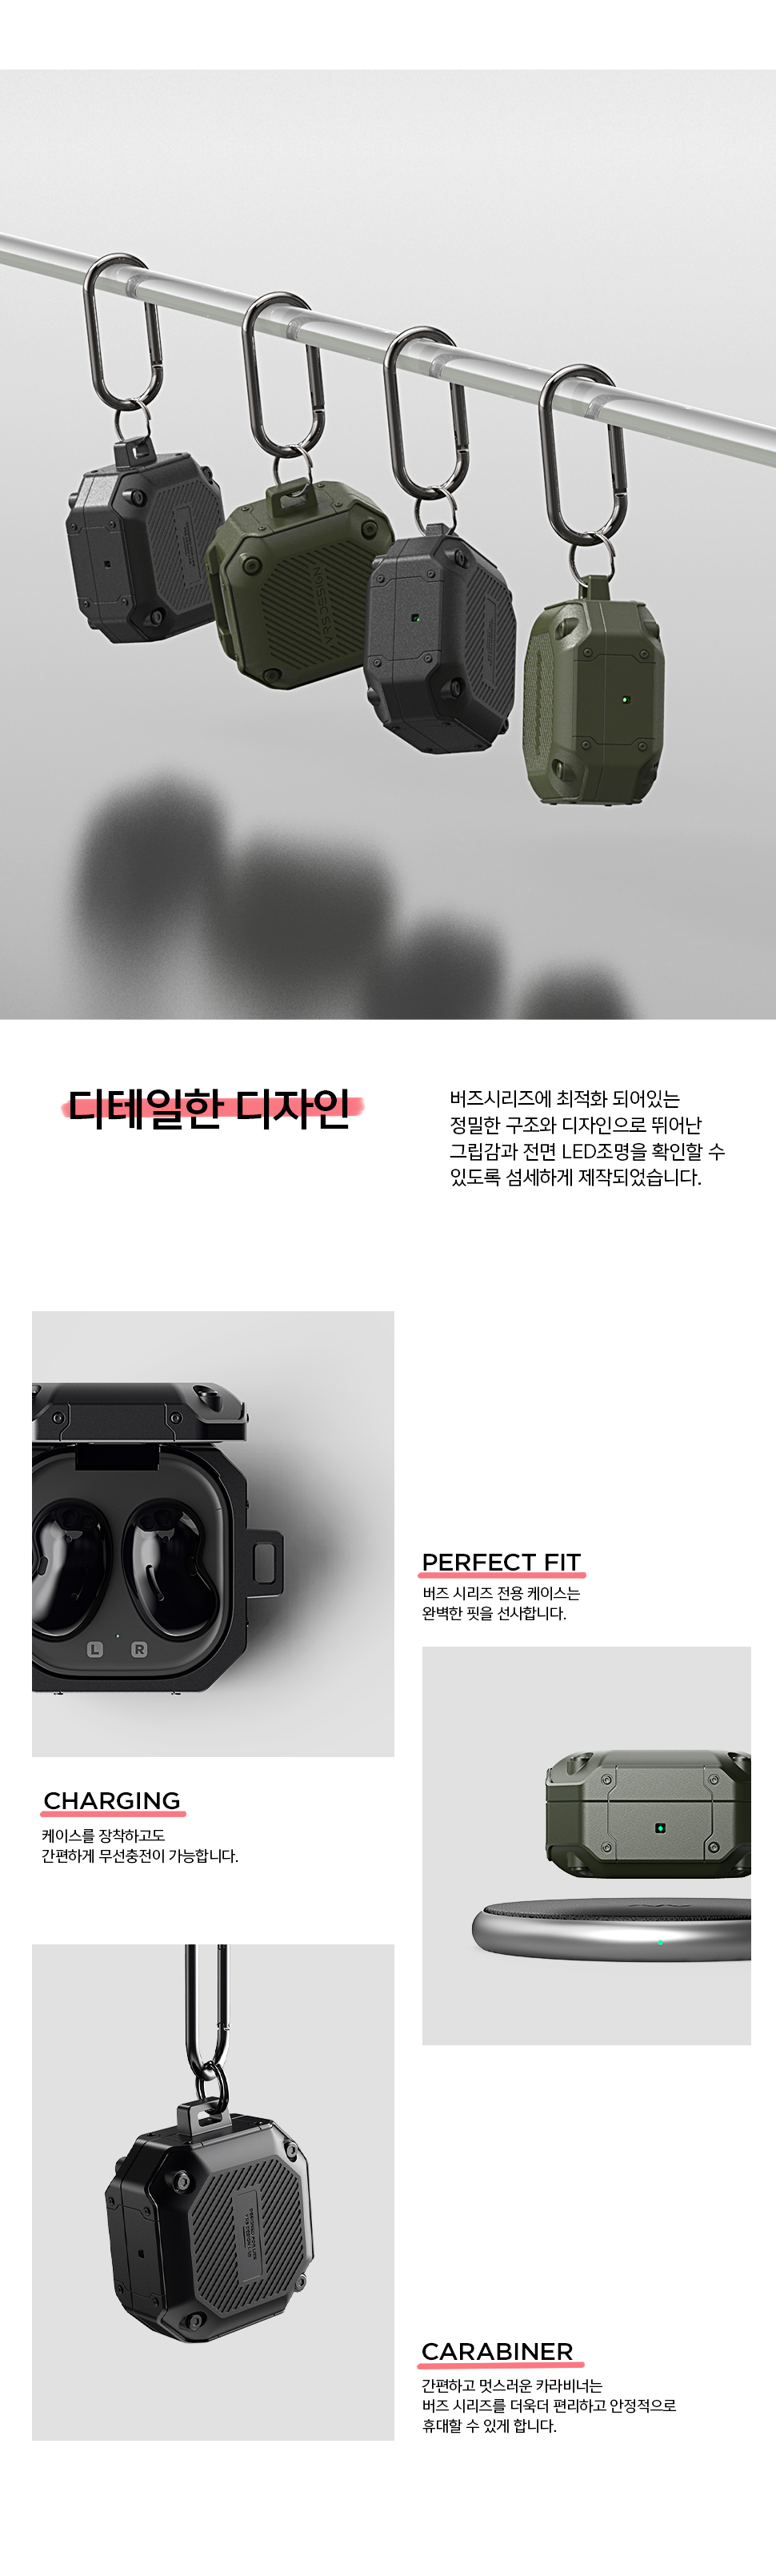 VRSDESIGN
디테일한 디자인
버즈시리즈에 최적화 되어있는
정밀한 구조와 디자인으로 뛰어난
그립감과 전면 LED조명을 확인할 수
있도록 섬세하게 제작되었습니다.
L R
PERFECT FIT
버즈 시리즈 전용 케이스는
완벽한 핏을 선사합니다.
CHARGING
케이스를 장착하고도
간편하게 무선충전이 가능합니다.
CARABINER
간편하고 멋스러운 카라비너는
버즈 시리즈를 더욱더 편리하고 안정적으로
휴대할 수 있게 합니다.